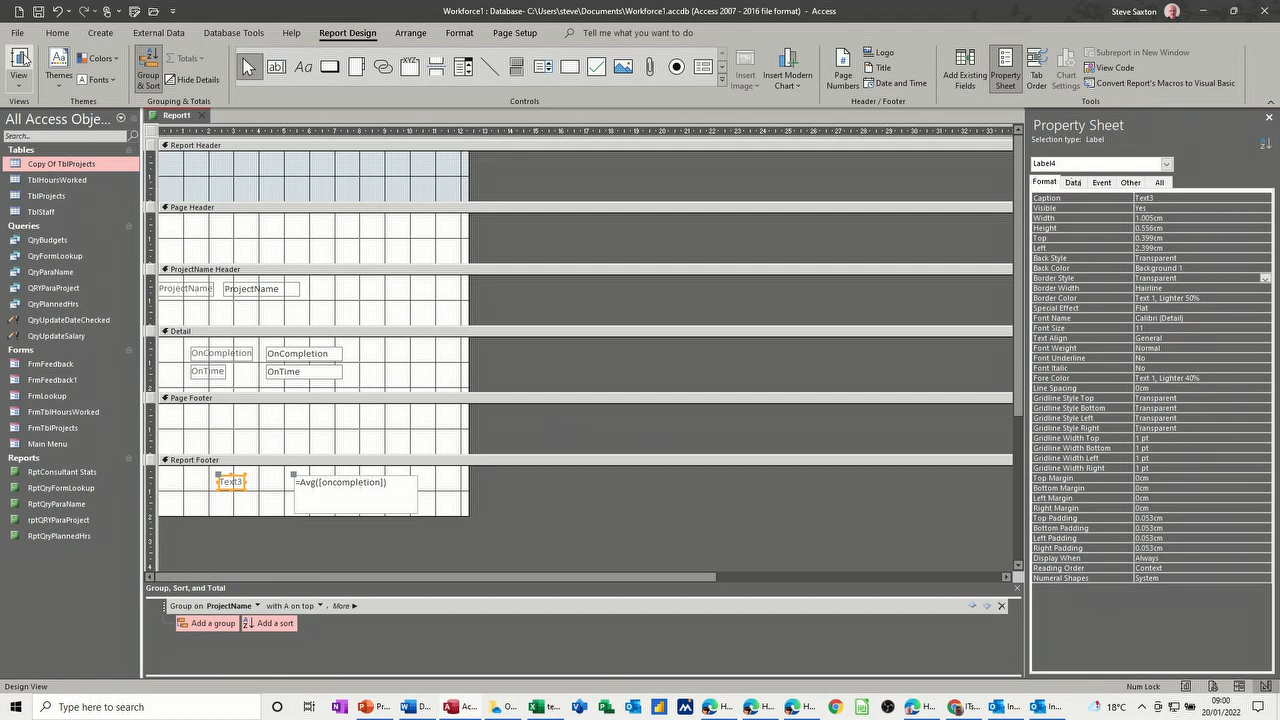 Workforce1 : Database- C:\Users\steve\Documents\Workforce1.accdb (Access 2007 - 2016 file format) - Access
Steve Saxton
File
Home
Create
External Data
Database Tools
Help
Report Design
Arrange
Format
Page Setup
Tell me what you want to do
View
Views
Themes
Colors
Fonts
Themes
Group & Sort
Totals
Hide Details
Grouping & Totals
Controls
Insert Image
Insert Modern Chart
Page Numbers
Logo
Title
Date and Time
Header / Footer
Add Existing Fields
Property Sheet
Tab Order
Chart Settings
Subreport in New Window
View Code
Convert Report's Macros to Visual Basic
Tools
All Access Obje...
Search...
Tables
Copy Of TblProjects
TblHoursWorked
TblProjects
TblStaff
Queries
QryBudgets
QryFormLookup
QryParaName
QRYParaProject
QryPlannedHrs
QryUpdateDateChecked
QryUpdateSalary
Forms
FrmFeedback
FrmFeedback1
FrmLookup
FrmTblHoursWorked
FrmTblProjects
Main Menu
Reports
RptConsultant Stats
RptQryFormLookup
RptQryParaName
rptQRYParaProject
RptQryPlannedHrs
Report1
Report Header
Page Header
ProjectName Header
ProjectName ProjectName
Detail
OnCompletion OnCompletion
OnTime OnTime
Page Footer
Report Footer
Text3 =Avg([oncompletion])
Group, Sort, and Total
Group on ProjectName with A on top , More
Add a group
Add a sort
Property Sheet
Selection type: Label
Label4
Format Data Event Other All
Caption Text3
Visible Yes
Width 1.005cm
Height 0.556cm
Top 0.399cm
Left 2.399cm
Back Style Transparent
Back Color Background 1
Border Style Transparent
Border Width Hairline
Border Color Text 1, Lighter 50%
Special Effect Flat
Font Name Calibri (Detail)
Font Size 11
Text Align General
Font Weight Normal
Font Underline No
Font Italic No
Fore Color Text 1, Lighter 40%
Line Spacing 0cm
Gridline Style Top Transparent
Gridline Style Bottom Transparent
Gridline Style Left Transparent
Gridline Style Right Transparent
Gridline Width Top 1 pt
Gridline Width Bottom 1 pt
Gridline Width Left 1 pt
Gridline Width Right 1 pt
Top Margin 0cm
Bottom Margin 0cm
Left Margin 0cm
Right Margin 0cm
Top Padding 0.053cm
Bottom Padding 0.053cm
Left Padding 0.053cm
Right Padding 0.053cm
Display When Always
Reading Order Context
Numeral Shapes System
Design View
Num Lock
Type here to search
18°C
09:00
20/01/2022